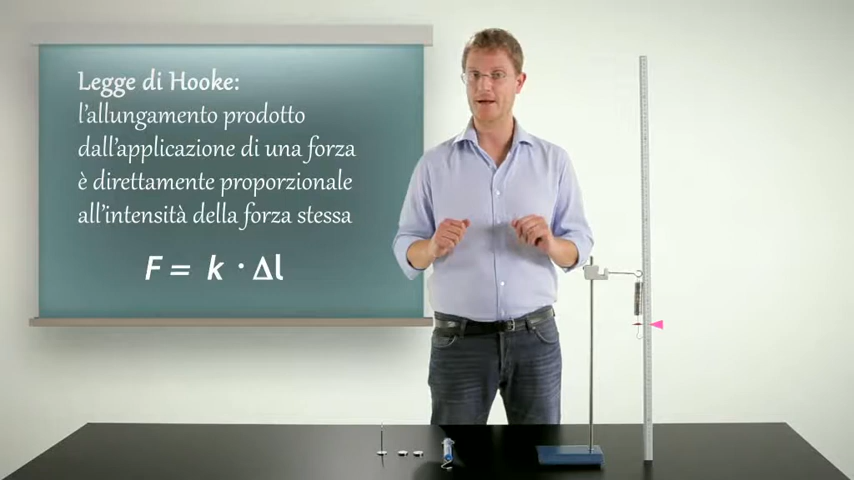 Legge di Hooke:
l'allungamento prodotto
dall'applicazione di una forza
è direttamente proporzionale
all'intensità della forza stessa
F = k · Δl